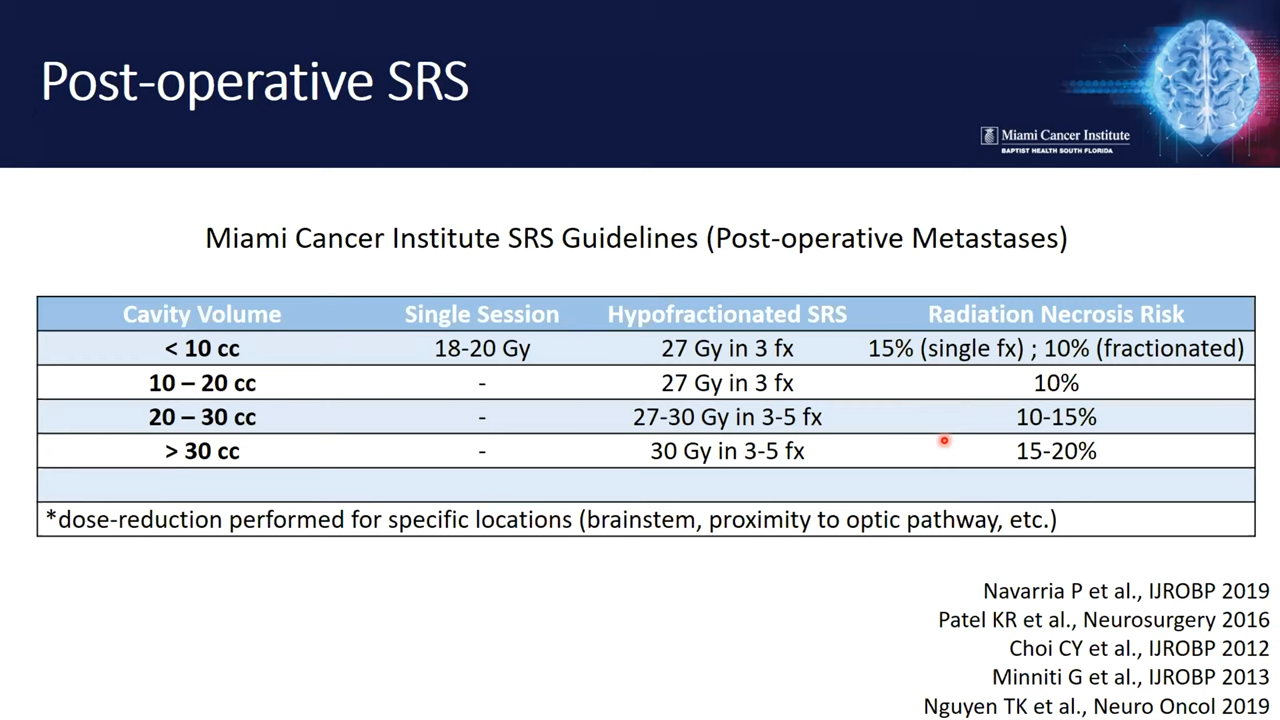 Post-operative SRS
Miami Cancer Institute
BAPTIST HEALTH SOUTH FLORIDA
Miami Cancer Institute SRS Guidelines (Post-operative Metastases)
Cavity Volume Single Session Hypofractionated SRS Radiation Necrosis Risk
< 10 cc 18-20 Gy 27 Gy in 3 fx 15% (single fx) ; 10% (fractionated)
10 – 20 cc - 27 Gy in 3 fx 10%
20 – 30 cc - 27-30 Gy in 3-5 fx 10-15%
> 30 cc - 30 Gy in 3-5 fx 15-20%
*dose-reduction performed for specific locations (brainstem, proximity to optic pathway, etc.)
Navarria P et al., IJROBP 2019
Patel KR et al., Neurosurgery 2016
Choi CY et al., IJROBP 2012
Minniti G et al., IJROBP 2013
Nguyen TK et al., Neuro Oncol 2019